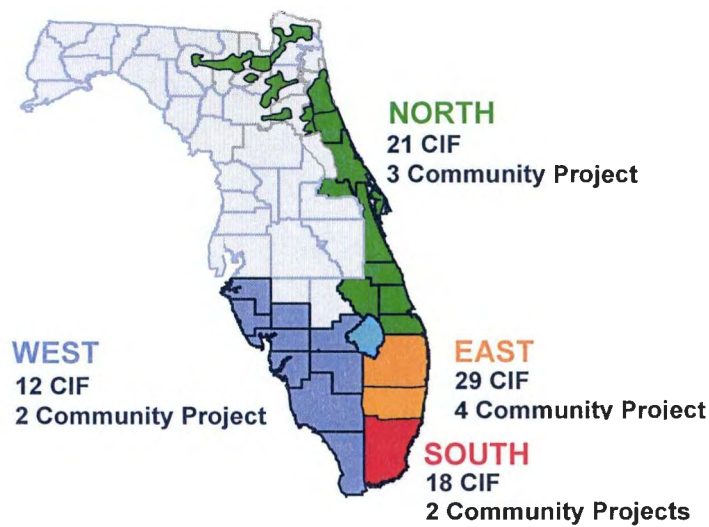 NORTH
21 CIF
3 Community Project
WEST
12 CIF
2 Community Project
EAST
29 CIF
4 Community Project
SOUTH
18 CIF
2 Community Projects